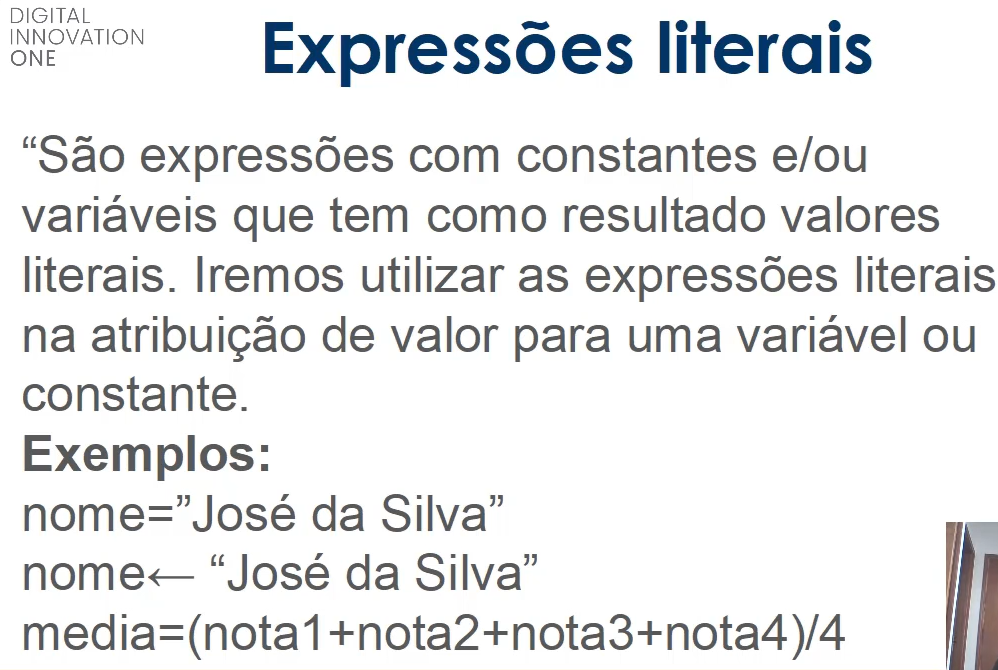 DIGITAL
INNOVATION
ONE
Expressões literais
“São expressões com constantes e/ou
variáveis que tem como resultado valores
literais. Iremos utilizar as expressões literais
na atribuição de valor para uma variável ou
constante.
Exemplos:
nome=”José da Silva”
nome← “José da Silva”
media=(nota1+nota2+nota3+nota4)/4